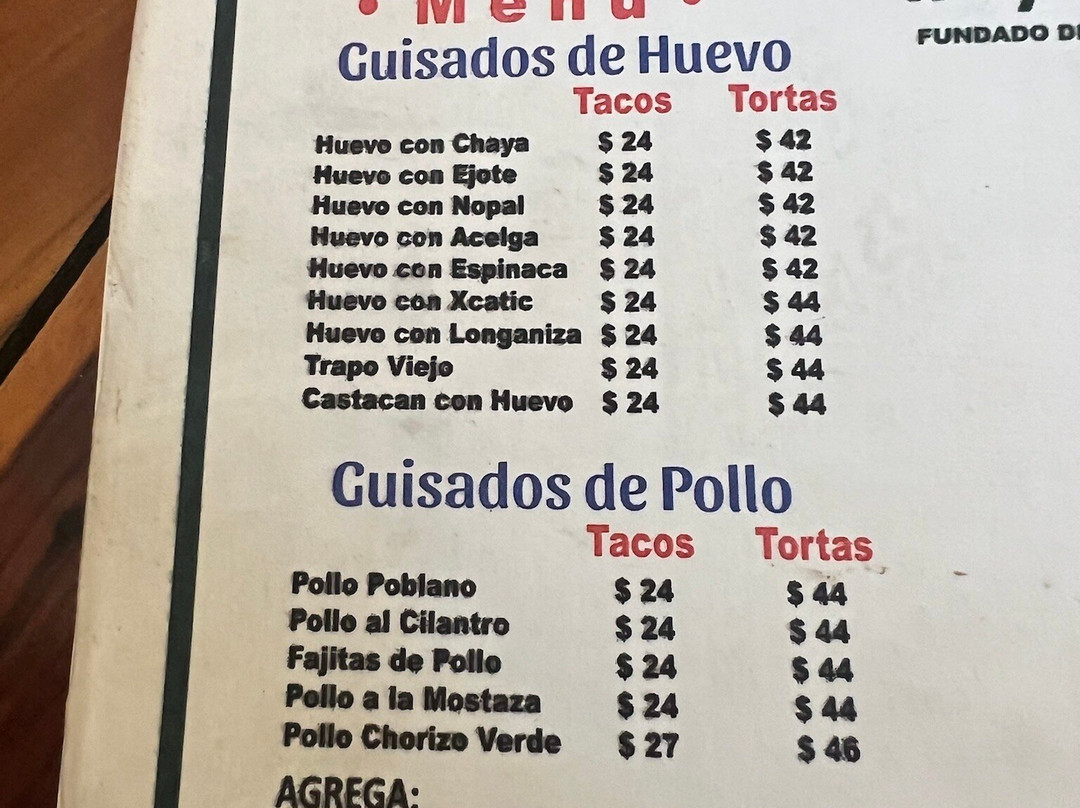 • Menú •
FUNDADO
Guisados de Huevo
Tacos Tortas
Huevo con Chaya $ 24 $ 42
Huevo con Ejote $ 24 $ 42
Huevo con Nopal $ 24 $ 42
Huevo con Acelga $ 24 $ 42
Huevo con Espinaca $ 24 $ 42
Huevo con Xcatic $ 24 $ 44
Huevo con Longaniza $ 24 $ 44
Trapo Viejo $ 24 $ 44
Castacan con Huevo $ 24 $ 44
Guisados de Pollo
Tacos Tortas
Pollo Poblano $ 24 $ 44
Pollo al Cilantro $ 24 $ 44
Fajitas de Pollo $ 24 $ 44
Pollo a la Mostaza $ 24 $ 44
Pollo Chorizo Verde $ 27 $ 46
AGREGA: